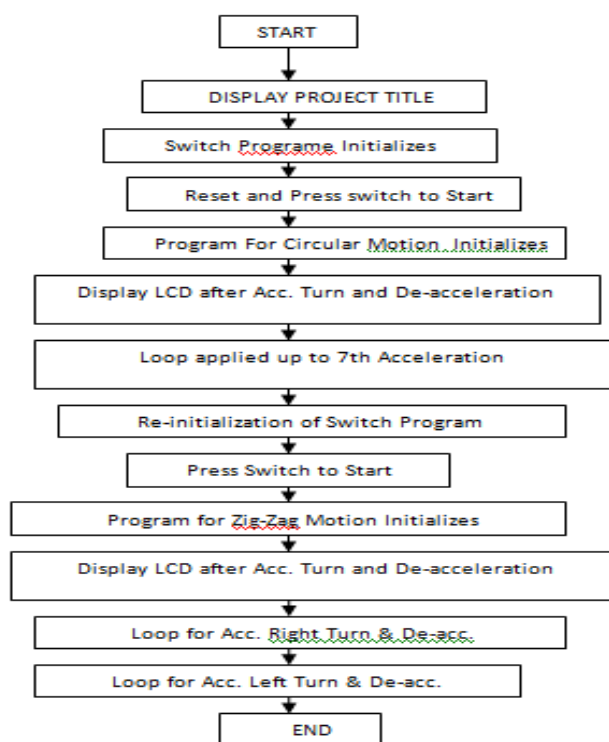 START
DISPLAY PROJECT TITLE
Switch Programe Initializes
Reset and Press switch to Start
Program For Circular Motion Initializes
Display LCD after Acc. Turn and De-acceleration
Loop applied up to 7th Acceleration
Re-initialization of Switch Program
Press Switch to Start
Program for Zig-Zag Motion Initializes
Display LCD after Acc. Turn and De-acceleration
Loop for Acc. Right Turn & De-acc.
Loop for Acc. Left Turn & De-acc.
END